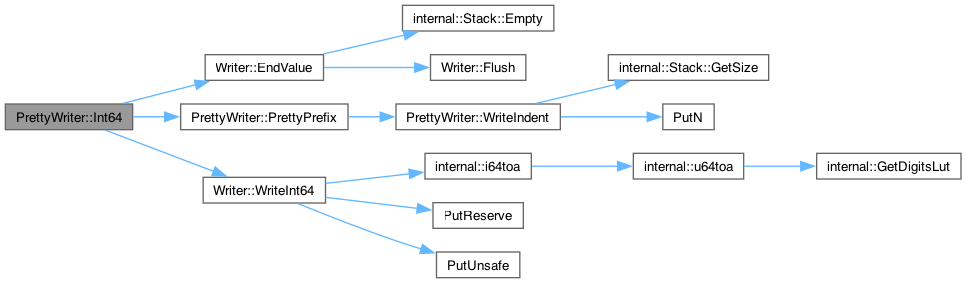 internal::Stack::Empty
Writer::EndValue
Writer::Flush
internal::Stack::GetSize
PrettyWriter::Int64
PrettyWriter::PrettyPrefix
PrettyWriter::WriteIndent
PutN
internal::i64toa
internal::u64toa
internal::GetDigitsLut
Writer::WriteInt64
PutReserve
PutUnsafe